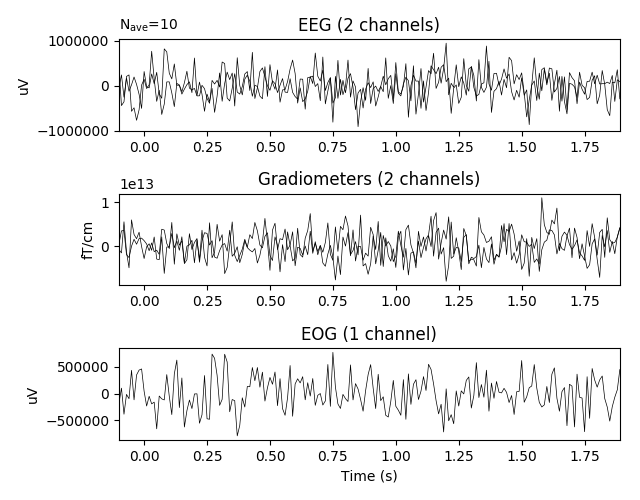 N_ave=10
EEG (2 channels)
1000000
0
−1000000
uV
0.00 0.25 0.50 0.75 1.00 1.25 1.50 1.75
1e13
Gradiometers (2 channels)
1
0
fT/cm
0.00 0.25 0.50 0.75 1.00 1.25 1.50 1.75
EOG (1 channel)
500000
0
−500000
uV
0.00 0.25 0.50 0.75 1.00 1.25 1.50 1.75
Time (s)